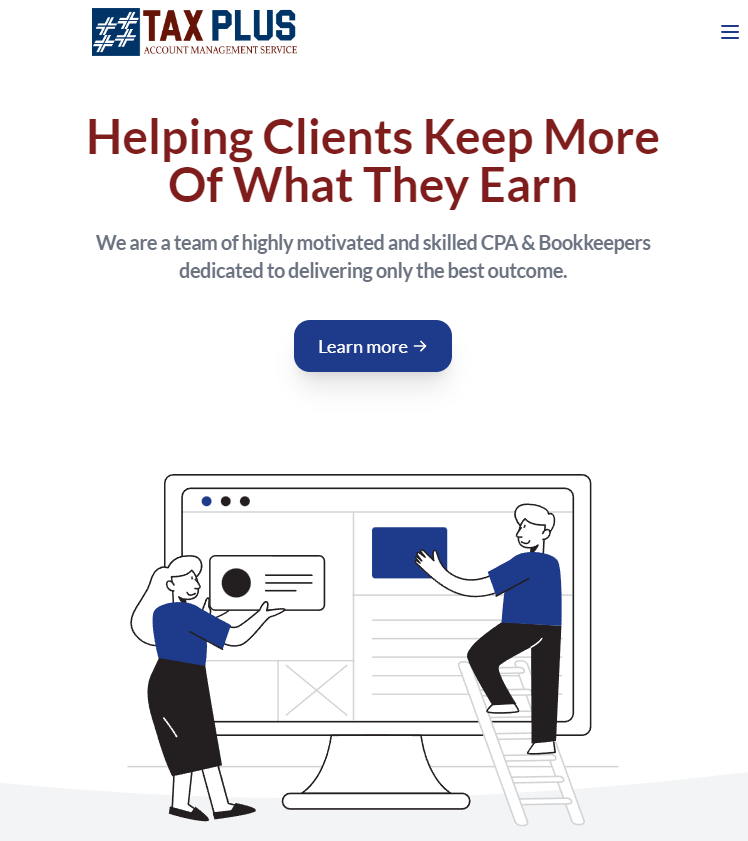 TAX PLUS
ACCOUNT MANAGEMENT SERVICE
Helping Clients Keep More
Of What They Earn
We are a team of highly motivated and skilled CPA & Bookkeepers
dedicated to delivering only the best outcome.
Learn more →